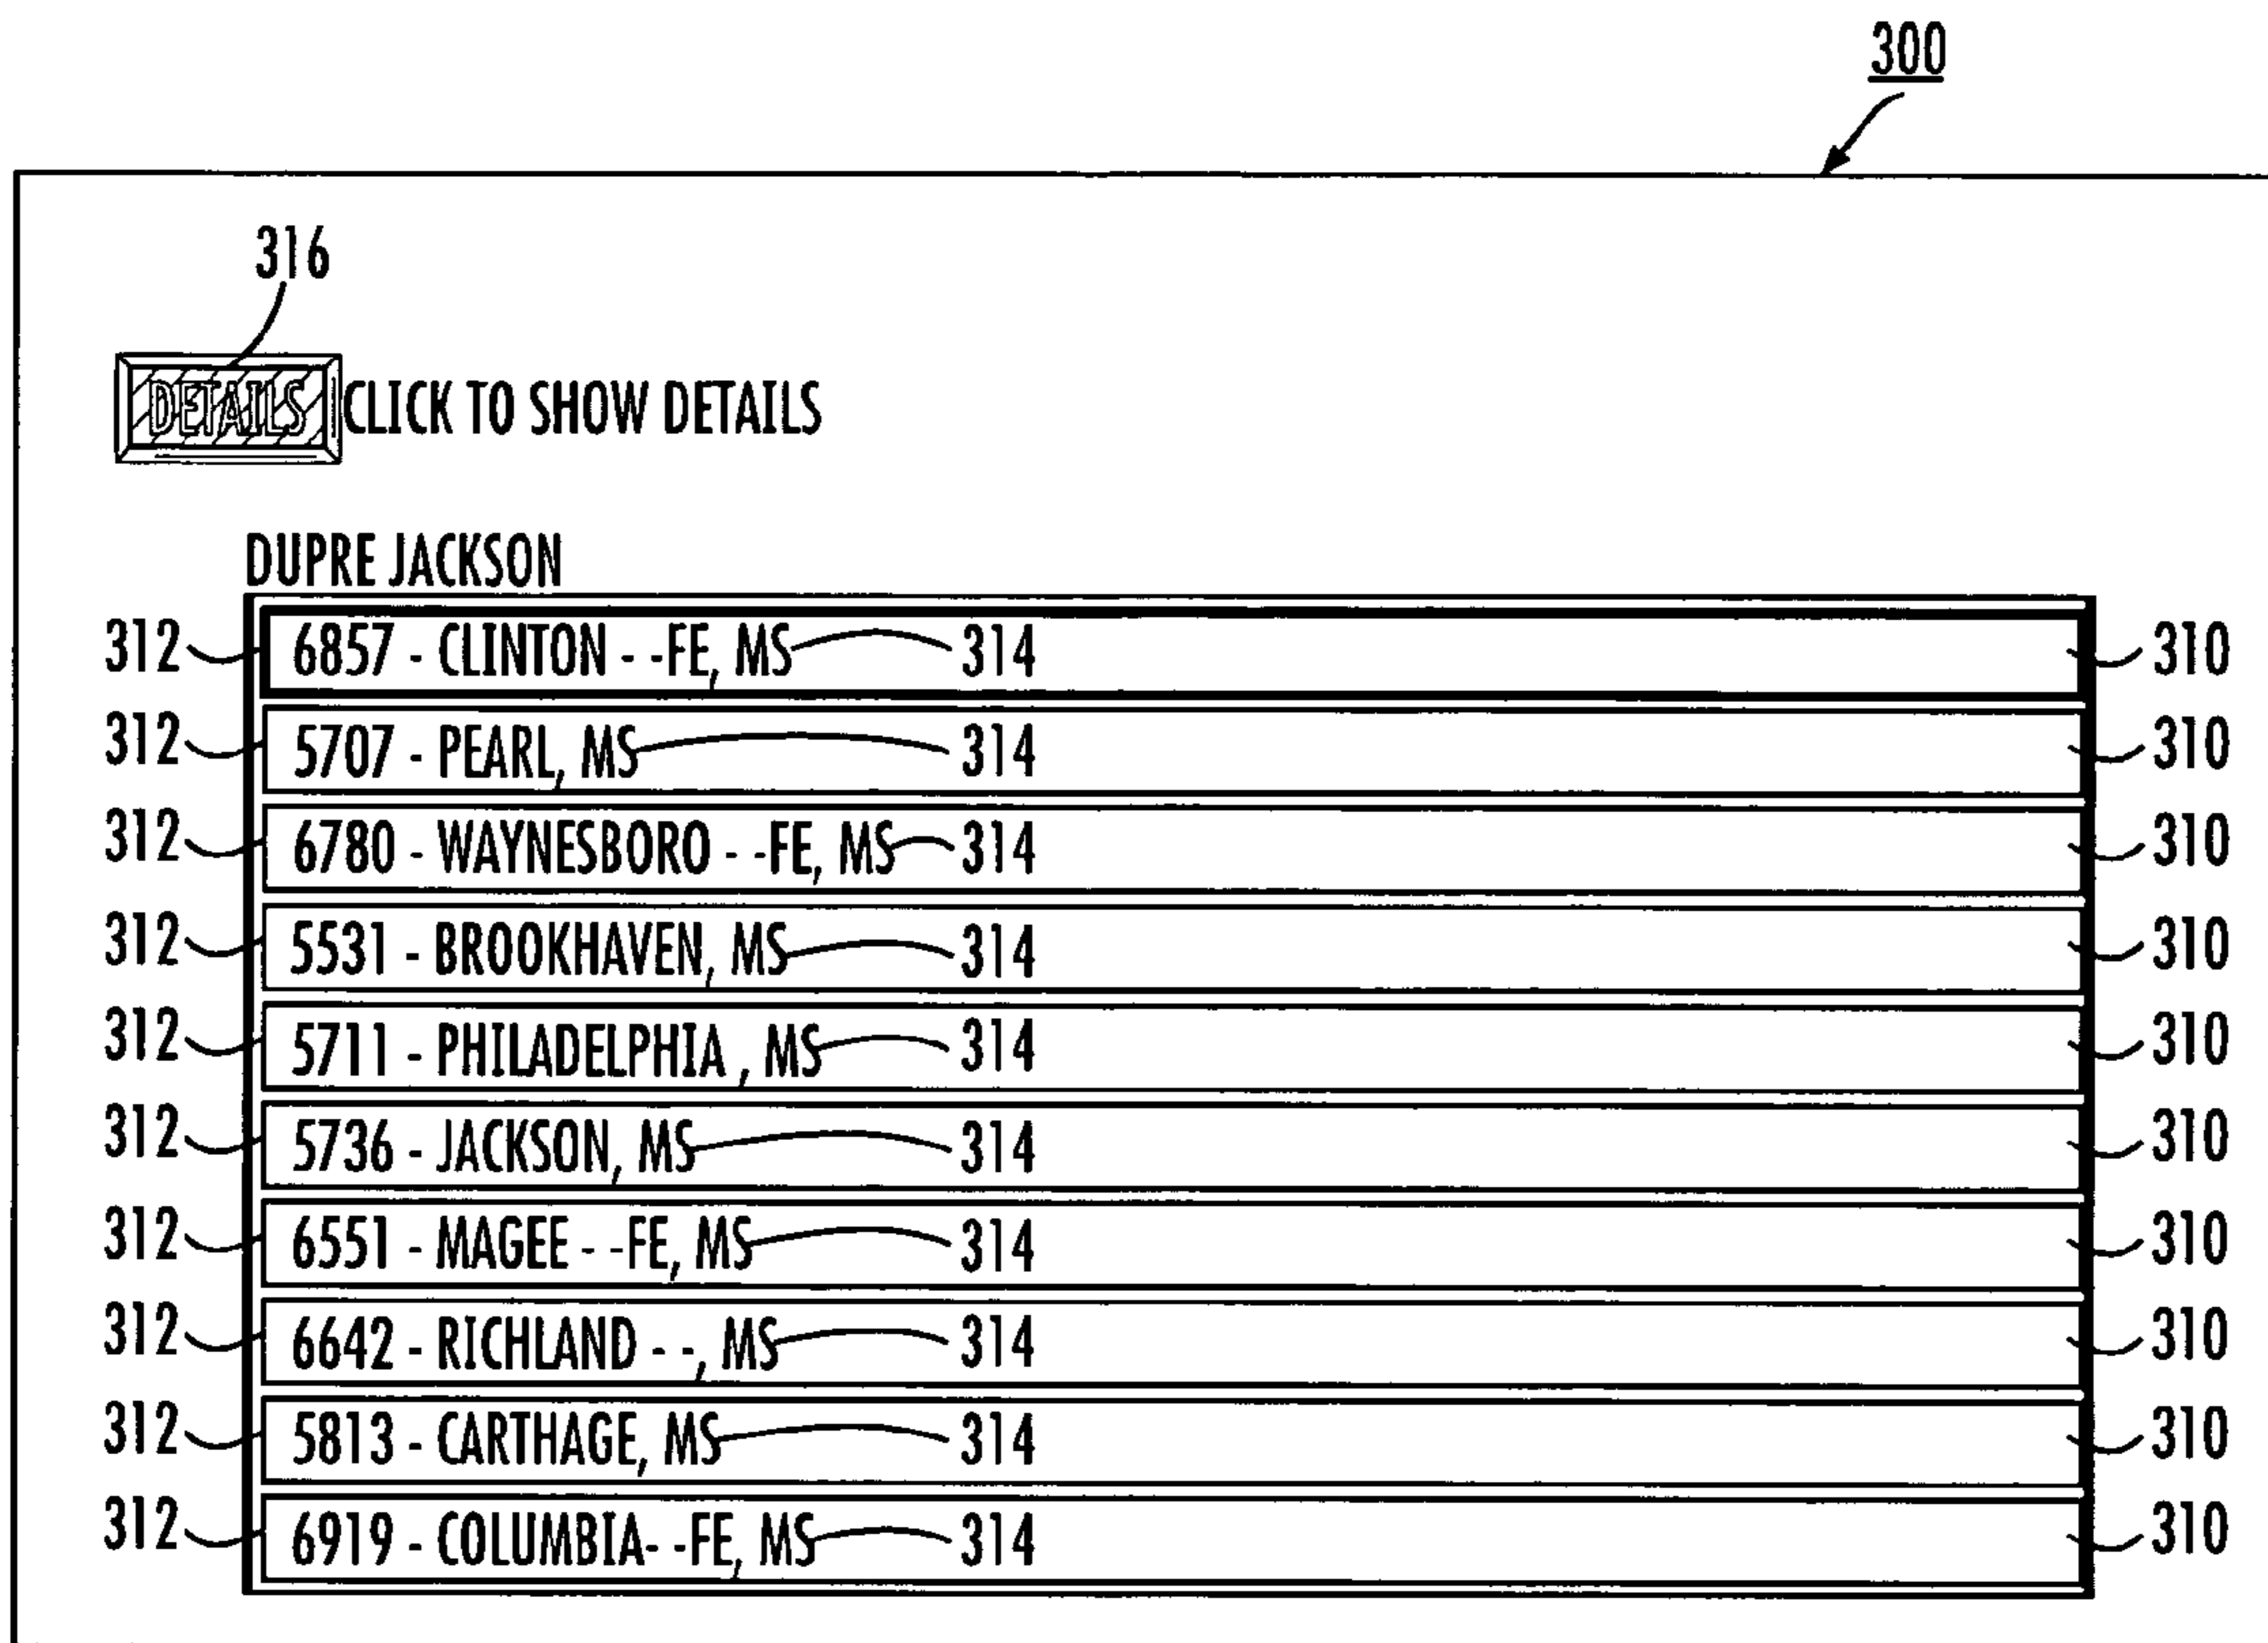 300
316
DETAILS CLICK TO SHOW DETAILS
DUPRE JACKSON
312 6857 - CLINTON - -FE, MS 314 310
312 5707 - PEARL, MS 314 310
312 6780 - WAYNESBORO - -FE, MS 314 310
312 5531 - BROOKHAVEN, MS 314 310
312 5711 - PHILADELPHIA , MS 314 310
312 5736 - JACKSON, MS 314 310
312 6551 - MAGEE - -FE, MS 314 310
312 6642 - RICHLAND - -, MS 314 310
312 5813 - CARTHAGE, MS 314 310
312 6919 - COLUMBIA- -FE, MS 314 310